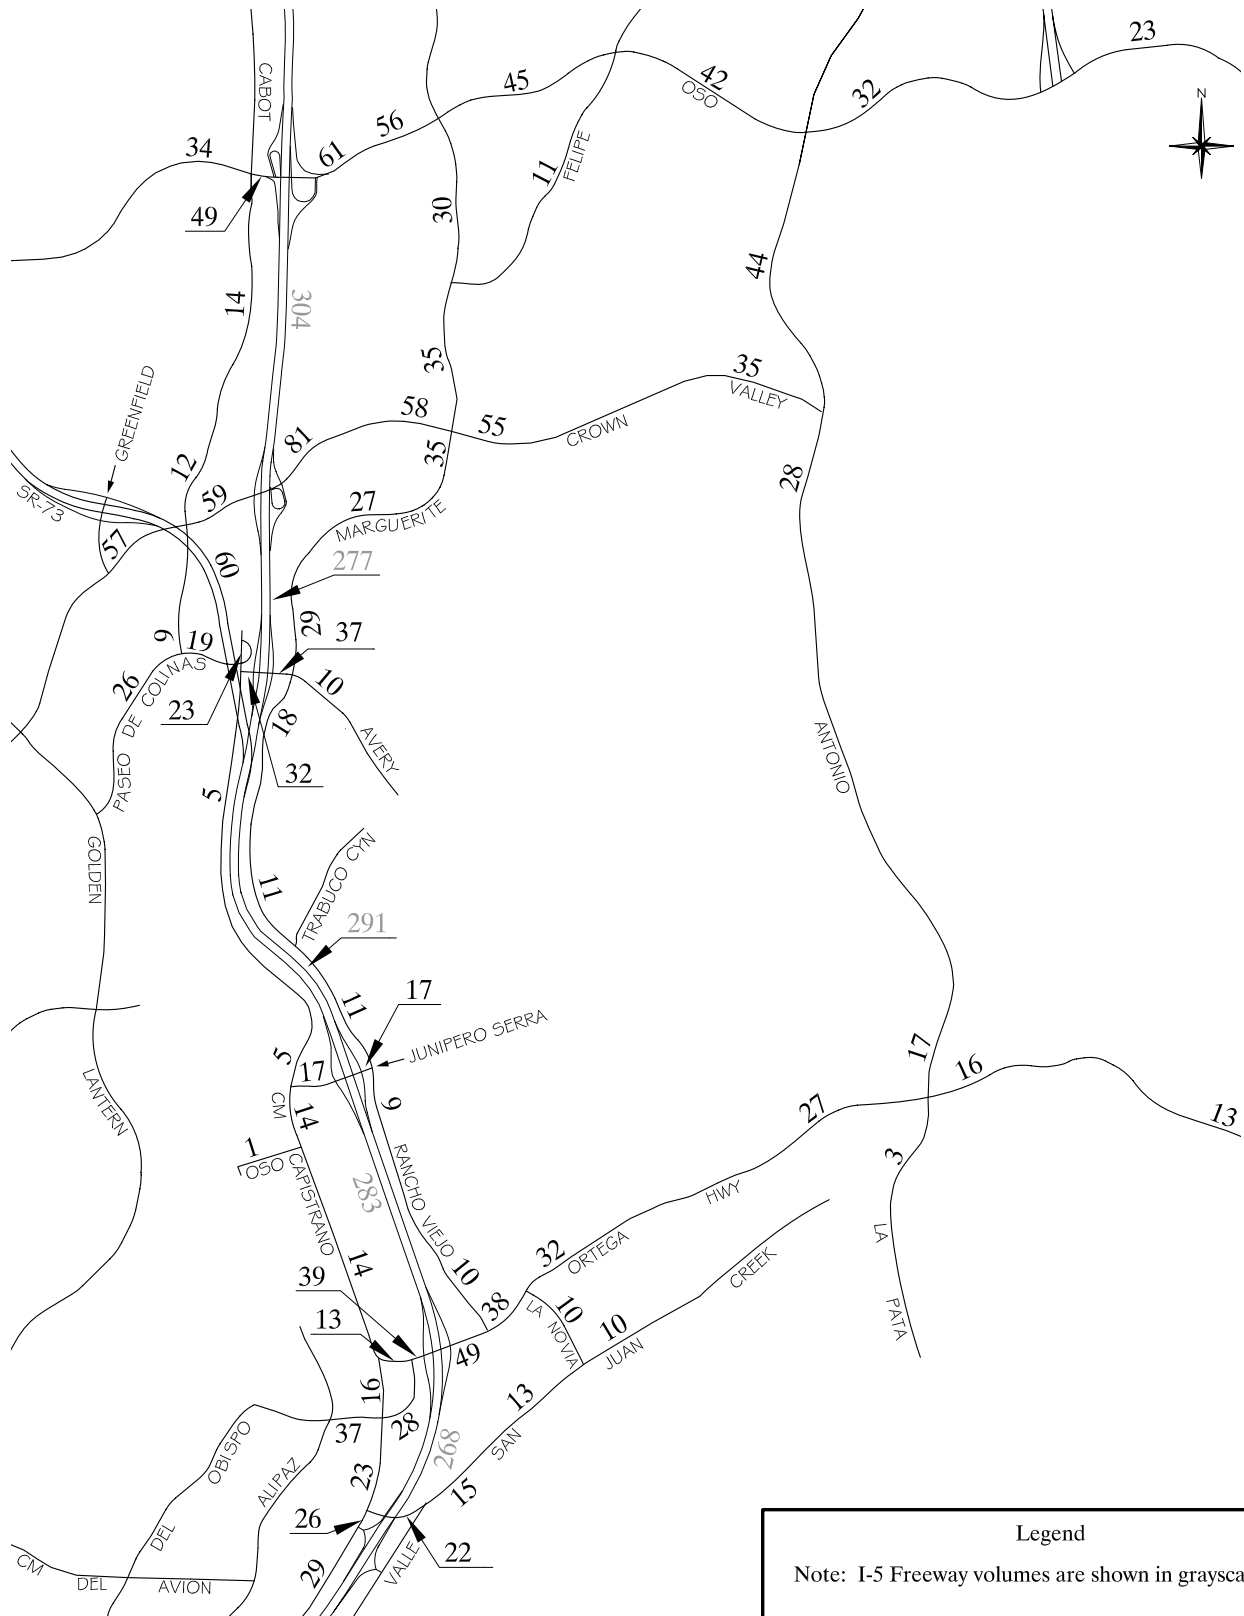 23
45
42
OSO
32
CABOT
N
56
34
61
11
FELIPE
49
30
44
14
304
35
35
VALLEY
GREENFIELD
58
55
CROWN
81
35
12
28
59
27
MARGUERITE
SR-73
57
60
277
9
19
29
37
26
PASEO DE COLINAS
10
23
18
AVERY
32
ANTONIO
5
GOLDEN
TRABUCO CYN
11
291
17
11
JUNIPERO SERRA
5
17
17
16
LANTERN
CM
14
9
27
13
1
OSO
3
CAPISTRANO
283
RANCHO VIEJO
HWY
LA
14
10
32
ORTEGA
CREEK
39
13
38
LA NOVIA
10
10
JUAN
PATA
49
16
13
37
28
268
SAN
OBISPO
ALIPAZ
23
15
26
DEL
22
29
VALLE
CM
DEL
AVION
Legend
Note: I-5 Freeway volumes are shown in graysca